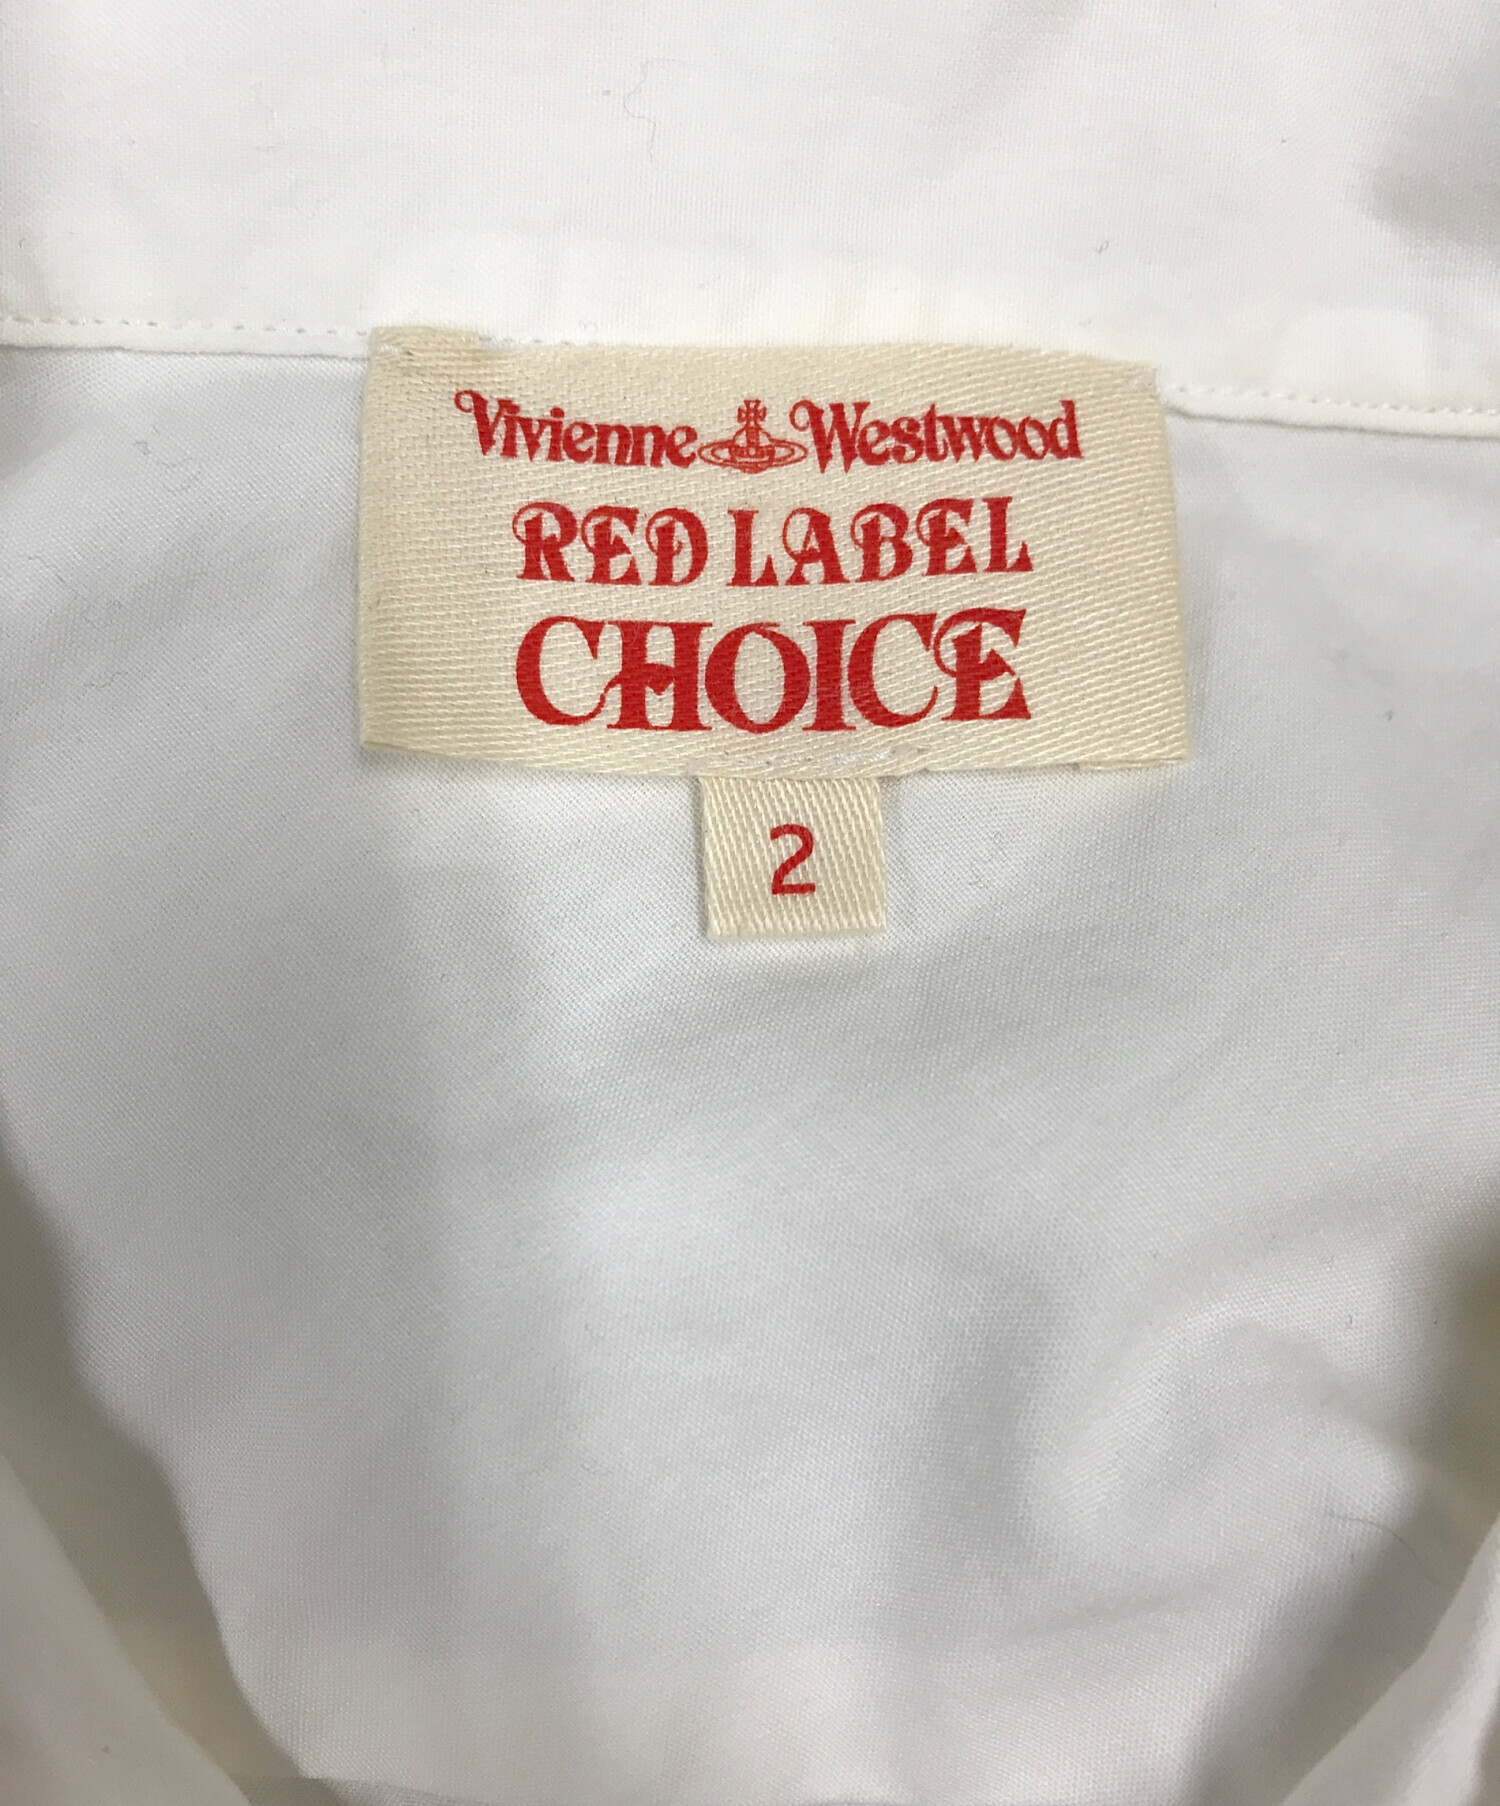 Vivienne Westwood
RED LABEL
CHOICE
2